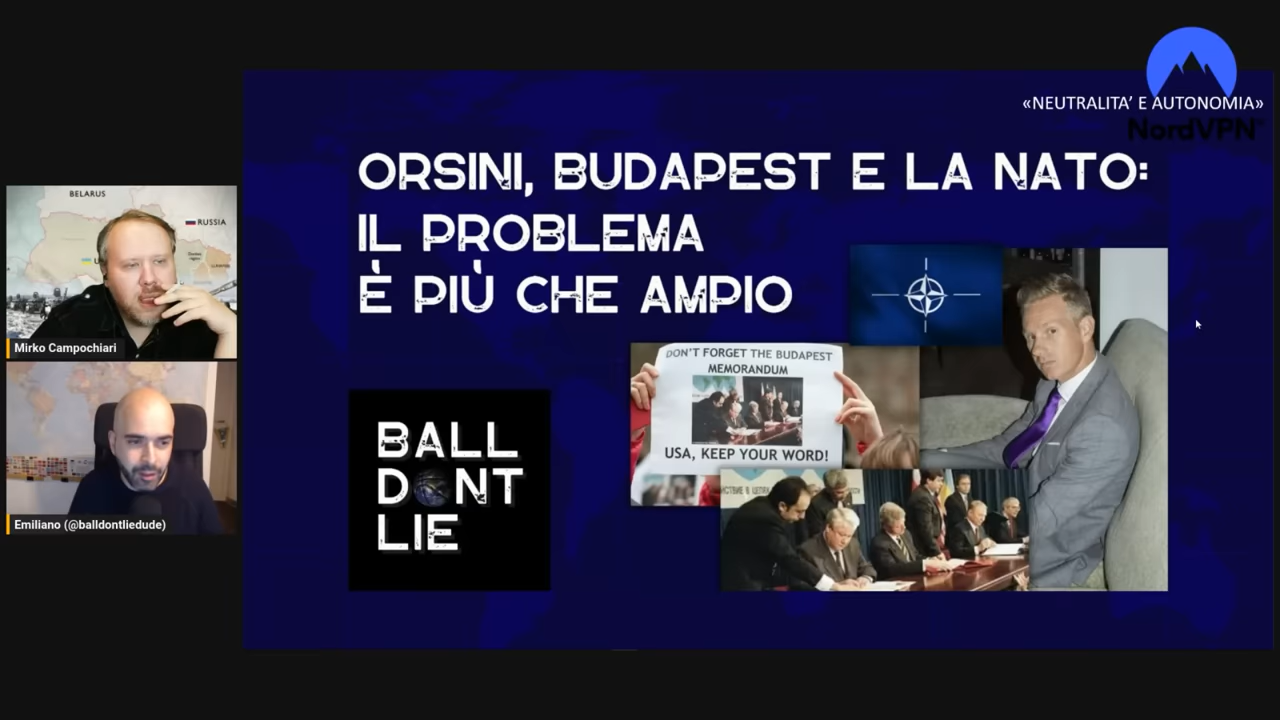 «NEUTRALITA' E AUTONOMIA»
NordVPN
ORSINI, BUDAPEST E LA NATO:
IL PROBLEMA
È PIÙ CHE AMPIO
BELARUS
RUSSIA
Mirko Campochiari
Emiliano (@balldontliedude)
BALL
DONT
LIE
DON'T FORGET THE BUDAPEST
MEMORANDUM
USA, KEEP YOUR WORD!